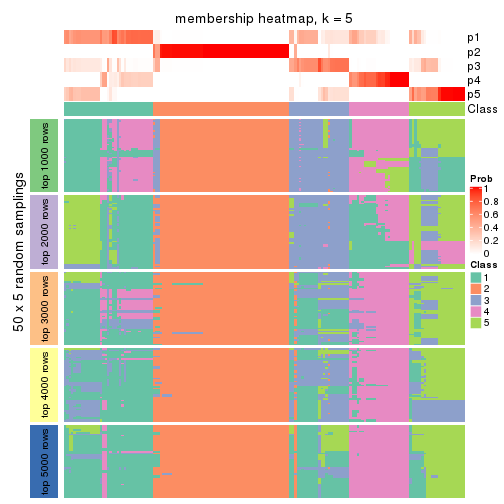 membership heatmap, k = 5
p1
p2
p3
p4
p5
Class
50 x 5 random samplings
top 1000 rows
top 2000 rows
top 3000 rows
top 4000 rows
top 5000 rows
Prob
1
0.8
0.6
0.4
0.2
0
Class
1
2
3
4
5